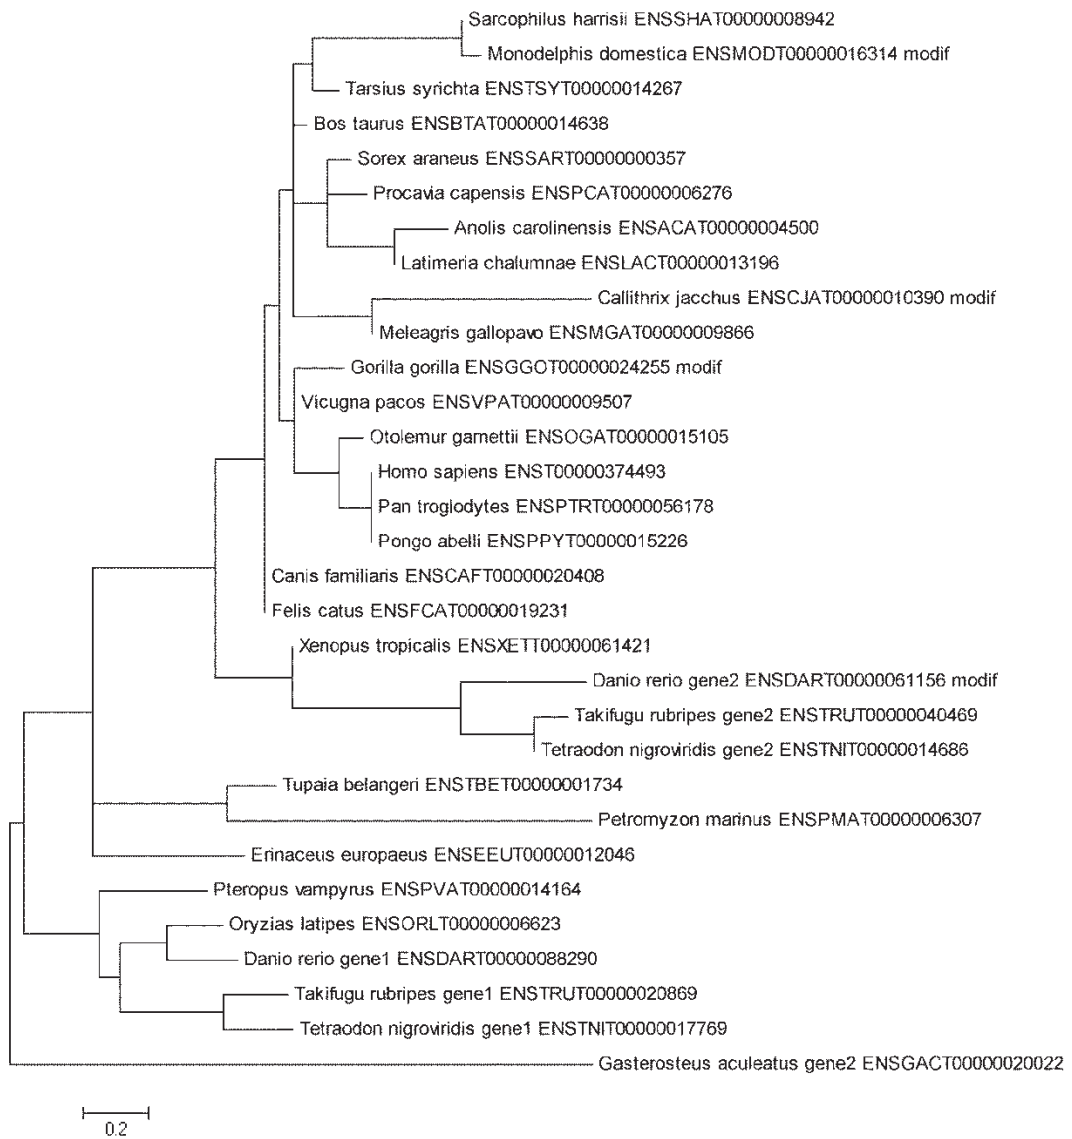 Sarcophilus harrisii ENSSHAT00000008942
Monodelphis domestica ENSMODT00000016314 modif
Tarsius syrichta ENSTSYT00000014267
Bos taurus ENSBTAT00000014638
Sorex araneus ENSSART00000000357
Procavia capensis ENSPCAT00000006276
Anolis carolinensis ENSACAT00000004500
Latimeria chalumnae ENSLACT00000013196
Callithrix jacchus ENSCJAT00000010390 modif
Meleagris gallopavo ENSMGAT00000009866
Gorilla gorilla ENSGGOT00000024255 modif
Vicugna pacos ENSVPAT00000009507
Otolemur garnettii ENSOGAT00000015105
Homo sapiens ENST00000374493
Pan troglodytes ENSPTRT00000056178
Pongo abelli ENSPPYT00000015226
Canis familiaris ENSCAFT00000020408
Felis catus ENSFCAT00000019231
Xenopus tropicalis ENSXETT00000061421
Danio rerio gene2 ENSDART00000061156 modif
Takifugu rubripes gene2 ENSTRUT00000040469
Tetraodon nigroviridis gene2 ENSTNIT00000014686
Tupaia belangeri ENSTBET00000001734
Petromyzon marinus ENSPMAT00000006307
Erinaceus europaeus ENSEEUT00000012046
Pteropus vampyrus ENSPVAT00000014164
Oryzias latipes ENSORLT00000006623
Danio rerio gene1 ENSDART00000088290
Takifugu rubripes gene1 ENSTRUT00000020869
Tetraodon nigroviridis gene1 ENSTNIT00000017769
Gasterosteus aculeatus gene2 ENSGACT00000020022
0.2